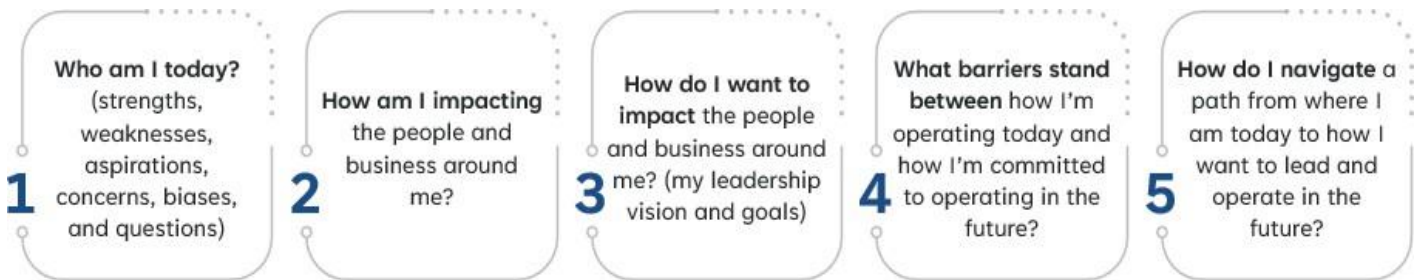 Who am I today?
(strengths,
weaknesses,
aspirations,
concerns, biases,
and questions)
1
How am I impacting
the people and
business around
me?
2
How do I want to
impact the people
and business around
me? (my leadership
vision and goals)
3
What barriers stand
between how I'm
operating today and
how I'm committed
to operating in the
future?
4
How do I navigate a
path from where I
am today to how I
want to lead and
operate in the
future?
5